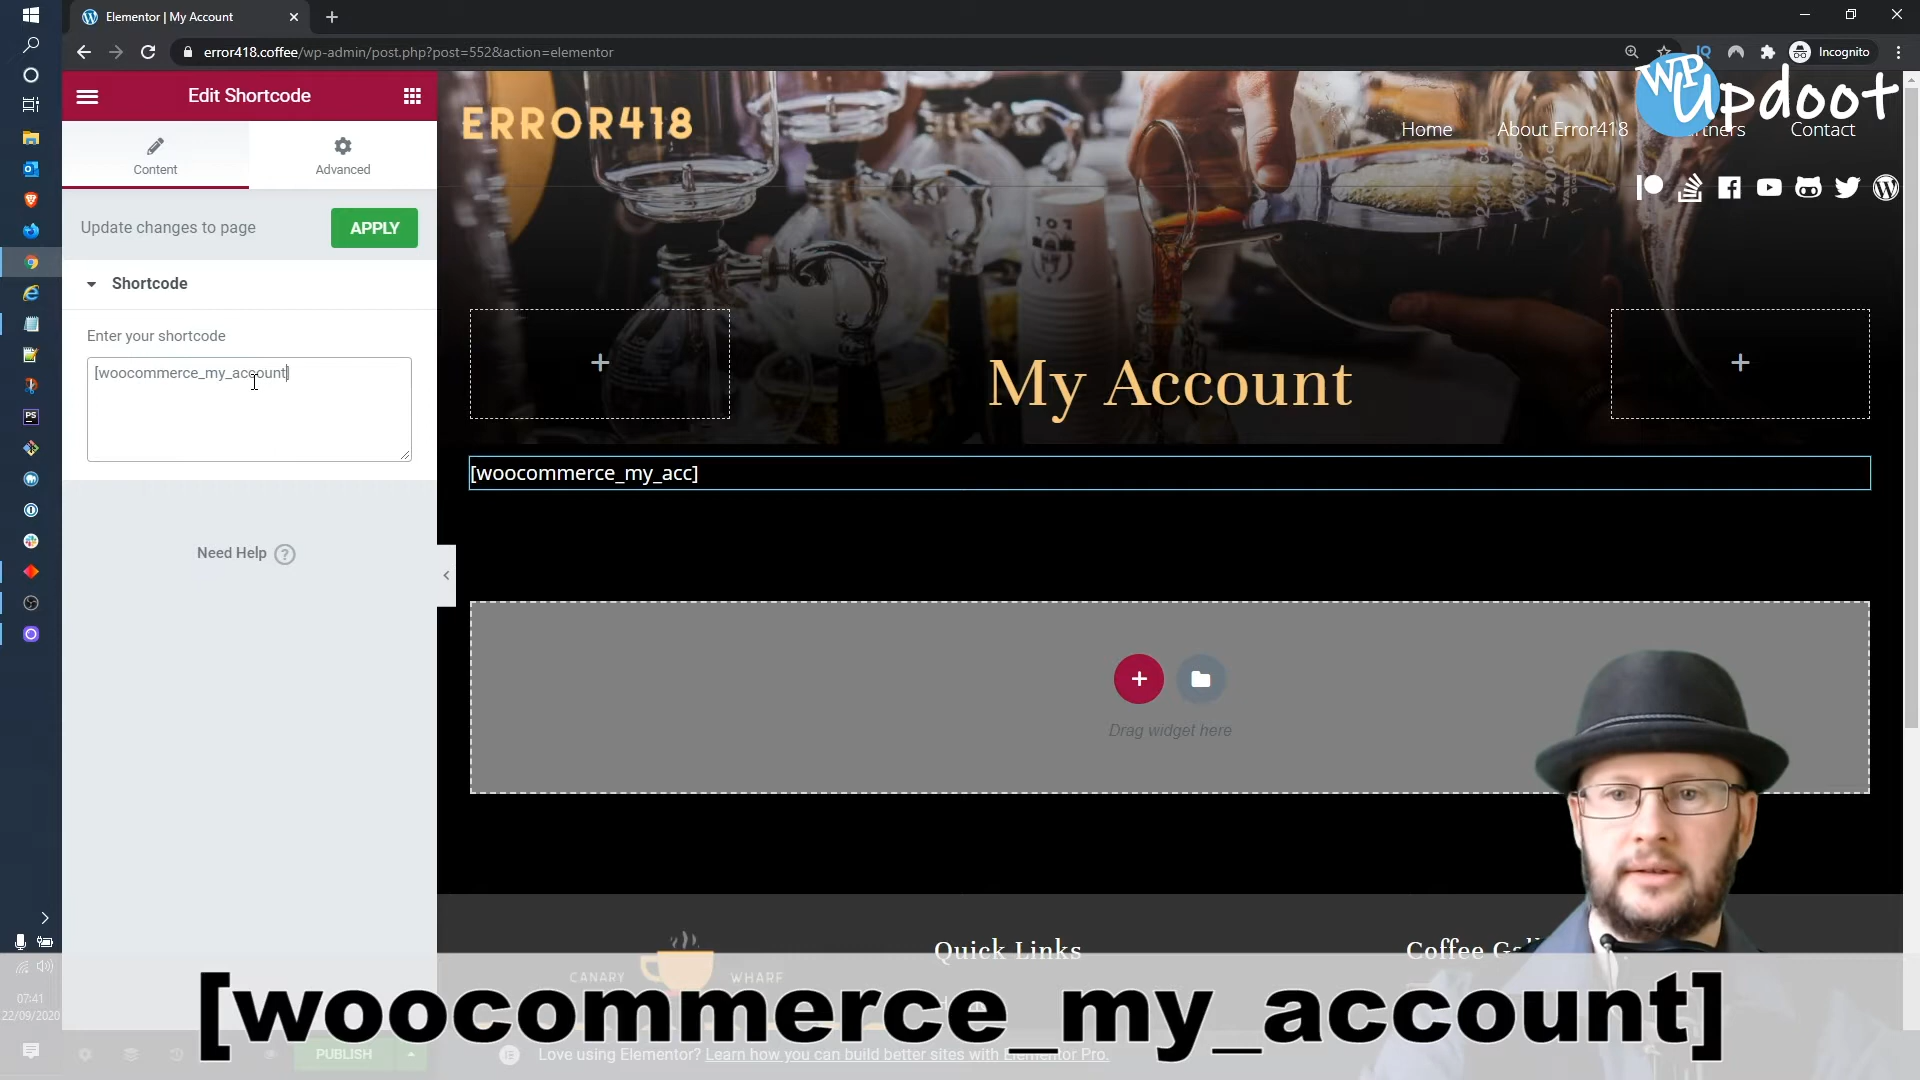 Elementor | My Account
error418.coffee/wp-admin/post.php?post=552&action=elementor
Incognito
WP Updoot
Edit Shortcode
Content
Advanced
Update changes to page
APPLY
Shortcode
Enter your shortcode
[woocommerce_my_account]
Need Help
ERROR418
Home
About Error418
Contact
My Account
[woocommerce_my_acc]
Drag widget here
CANARY
WHARF
Quick Links
PS
07:41
22/09/2020
[woocommerce_my_account]
PUBLISH
Love using Elementor? Learn how you can build better sites with Elementor Pro.